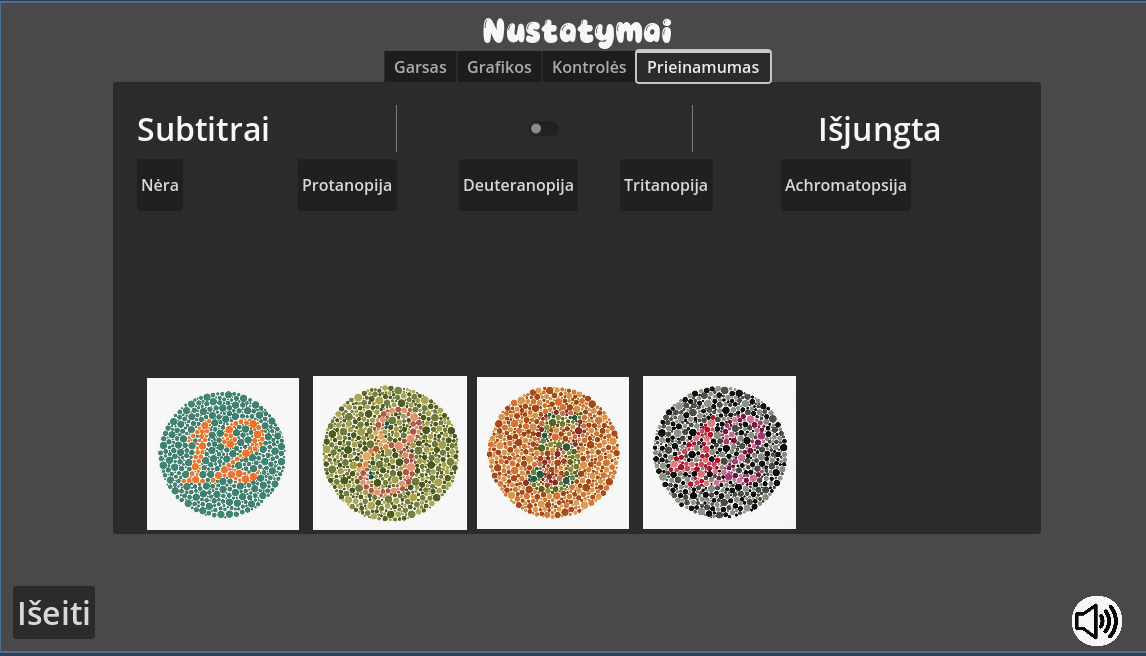 Nustatymai
Garsas Grafikos Kontrolės Prieinamumas
Subtitrai Išjungta
Nėra Protanopija Deuteranopija Tritanopija Achromatopsija
12 8 5 42
Išeiti